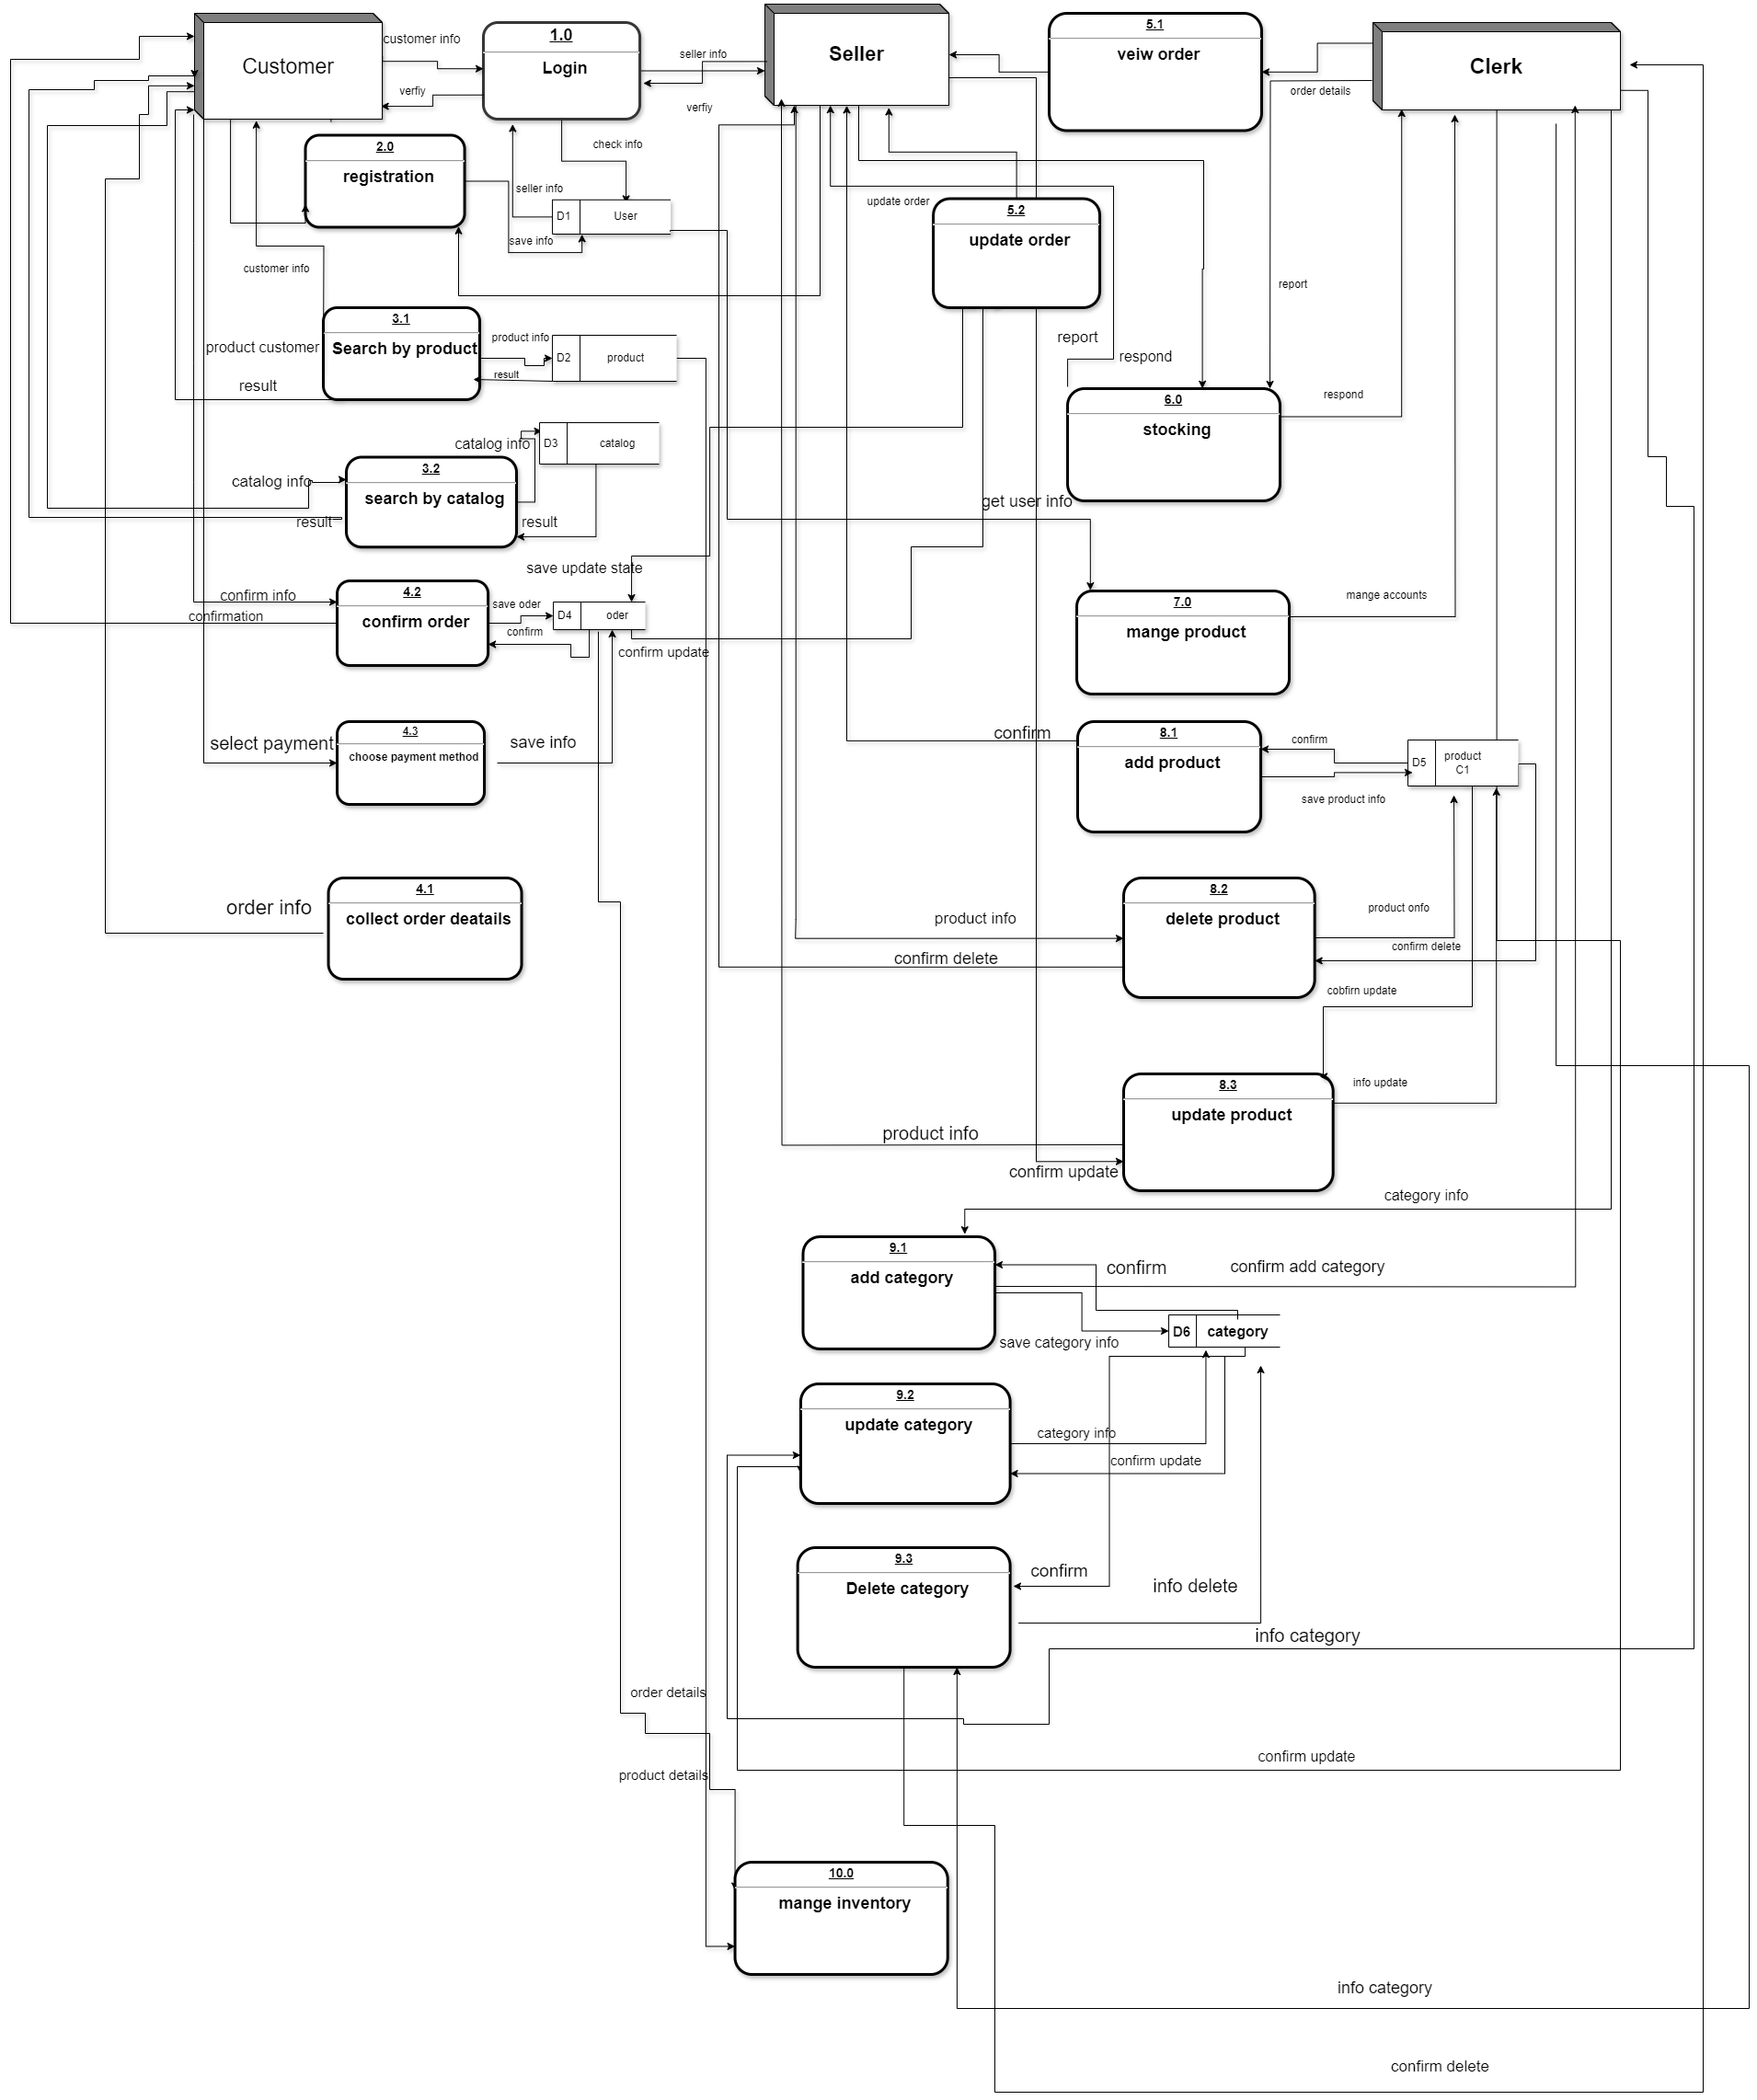 Customer
customer info
1.0
Login
seller info
Seller
5.1
veiw order
Clerk
order details
verfiy
verfiy
2.0
registration
check info
seller info
D1
User
save info
update order
5.2
update order
customer info
report
3.1
Search by product
product customer
result
product info
D2
product
result
report
respond
6.0
stocking
respond
catalog info
D3
catalog
3.2
search by catalog
catalog info
result
result
get user info
save update state
confirm info
confirmation
4.2
confirm order
save oder
D4
oder
confirm
confirm update
7.0
mange product
mange accounts
select payment
4.3
choose payment method
save info
confirm
8.1
add product
confirm
D5
product
C1
save product info
order info
4.1
collect order deatails
product info
confirm delete
8.2
delete product
product onfo
confirm delete
cobfirn update
8.3
update product
info update
product info
confirm update
category info
9.1
add category
confirm
confirm add category
D6
category
save category info
9.2
update category
category info
confirm update
9.3
Delete category
confirm
info delete
info category
order details
confirm update
product details
10.0
mange inventory
info category
confirm delete